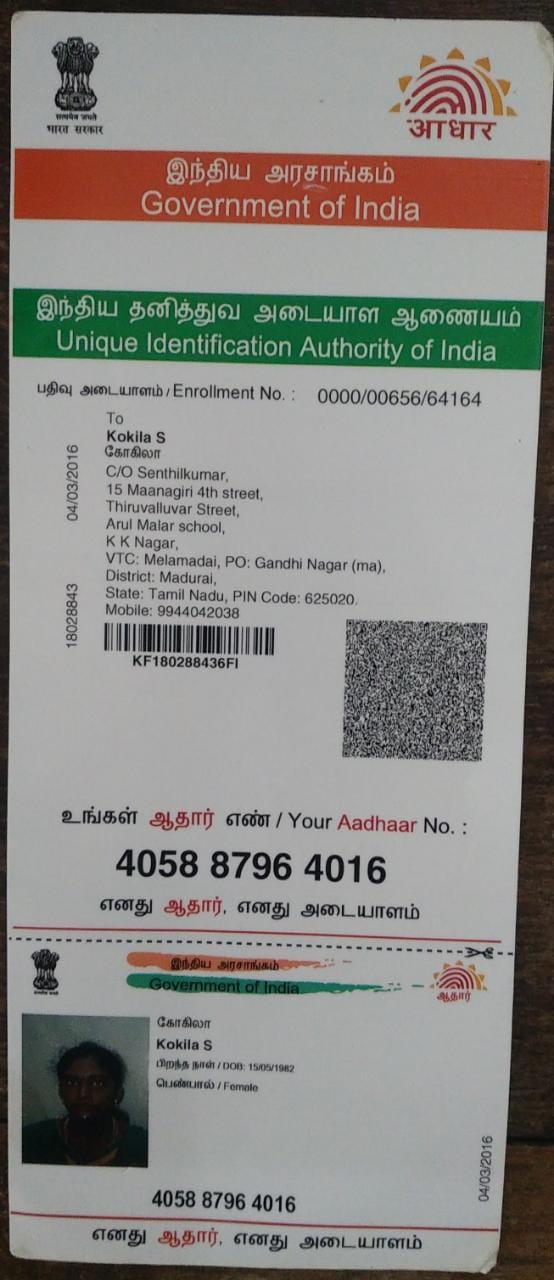 सत्यमेव जयते
भारत सरकार
आधार
இந்திய அரசாங்கம்
Government of India
இந்திய தனித்துவ அடையாள ஆணையம்
Unique Identification Authority of India
பதிவு அடையாளம் / Enrollment No. : 0000/00656/64164
To
Kokila S
கோகிலா
C/O Senthilkumar,
15 Maanagiri 4th street,
Thiruvalluvar Street,
Arul Malar school,
K K Nagar,
VTC: Melamadai, PO: Gandhi Nagar (ma),
District: Madurai,
State: Tamil Nadu, PIN Code: 625020.
Mobile: 9944042038
04/03/2016
18028843
KF180288436FI
உங்கள் ஆதார் எண் / Your Aadhaar No. :
4058 8796 4016
எனது ஆதார், எனது அடையாளம்
இந்திய அரசாங்கம்
Government of India
ஆதார்
கோகிலா
Kokila S
பிறந்த நாள் / DOB: 15/05/1982
பெண்பால் / Female
04/03/2016
4058 8796 4016
எனது ஆதார், எனது அடையாளம்